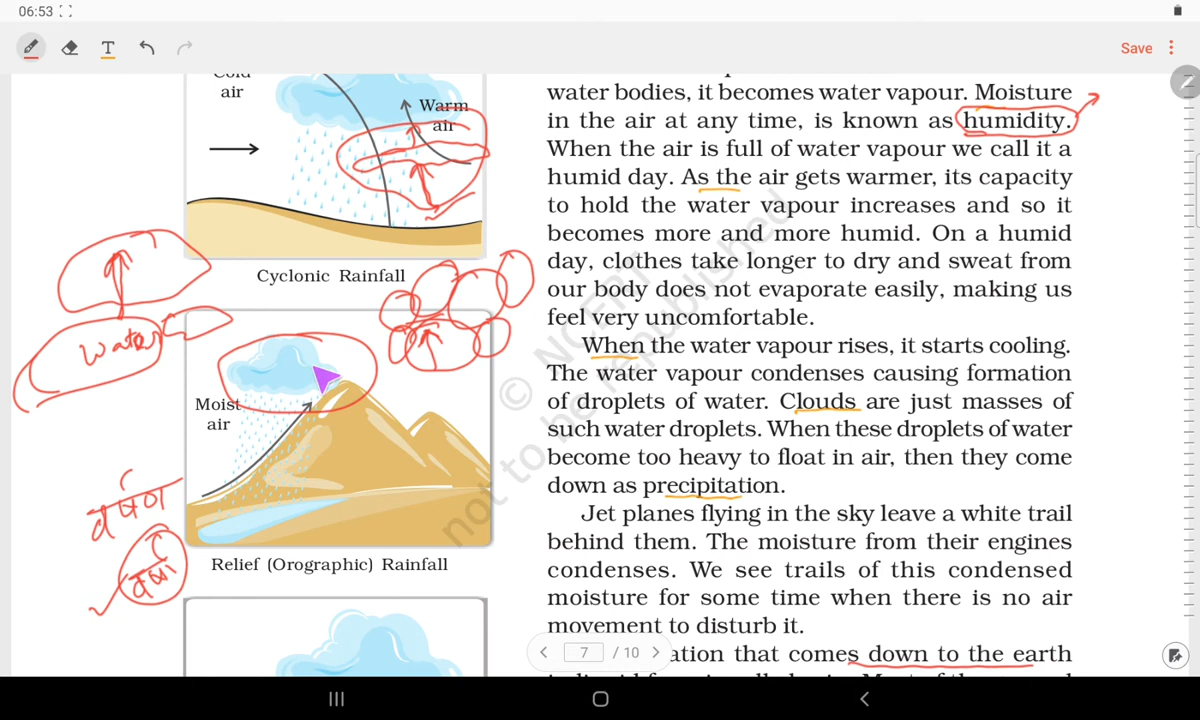 06:53
T
Save
Cold
air
Warm
air
Cyclonic Rainfall
water
Moist
air
वर्षण
वर्षा
Relief (Orographic) Rainfall
water bodies, it becomes water vapour. Moisture
in the air at any time, is known as humidity.
When the air is full of water vapour we call it a
humid day. As the air gets warmer, its capacity
to hold the water vapour increases and so it
becomes more and more humid. On a humid
day, clothes take longer to dry and sweat from
our body does not evaporate easily, making us
feel very uncomfortable.
When the water vapour rises, it starts cooling.
The water vapour condenses causing formation
of droplets of water. Clouds are just masses of
such water droplets. When these droplets of water
become too heavy to float in air, then they come
down as precipitation.
Jet planes flying in the sky leave a white trail
behind them. The moisture from their engines
condenses. We see trails of this condensed
moisture for some time when there is no air
movement to disturb it.
ation that comes down to the earth
7 / 10
© NCERT
not to be republished